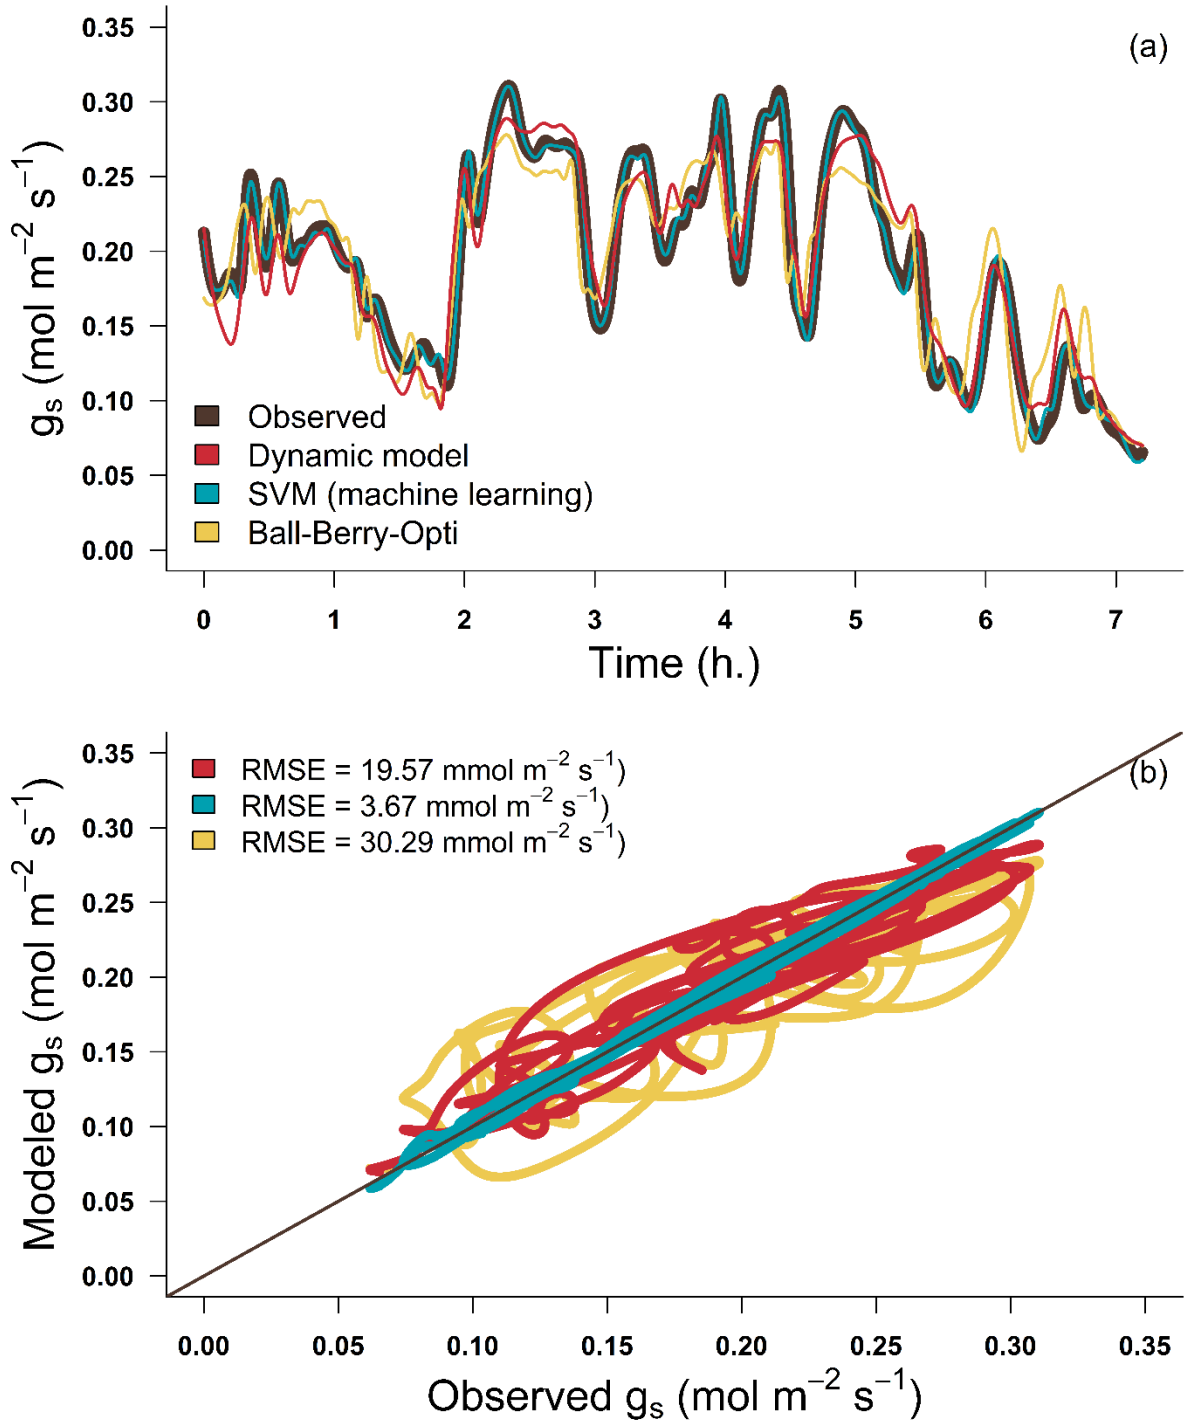 (a)
0.35
0.30
0.25
0.20
0.15
0.10
0.05
0.00
gₛ (mol m⁻² s⁻¹)
Observed
Dynamic model
SVM (machine learning)
Ball-Berry-Opti
0 1 2 3 4 5 6 7
Time (h.)
(b)
0.35
0.30
0.25
0.20
0.15
0.10
0.05
0.00
Modeled gₛ (mol m⁻² s⁻¹)
RMSE = 19.57 mmol m⁻² s⁻¹)
RMSE = 3.67 mmol m⁻² s⁻¹)
RMSE = 30.29 mmol m⁻² s⁻¹)
0.00 0.05 0.10 0.15 0.20 0.25 0.30 0.35
Observed gₛ (mol m⁻² s⁻¹)